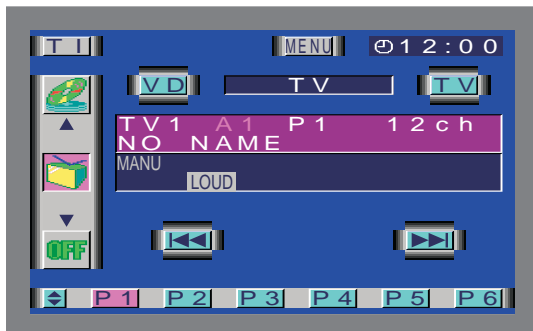 TI MENU 12:00
VD TV TV
TV1 A1 P1 12ch
NO NAME
MANU
LOUD
OFF
P1 P2 P3 P4 P5 P6